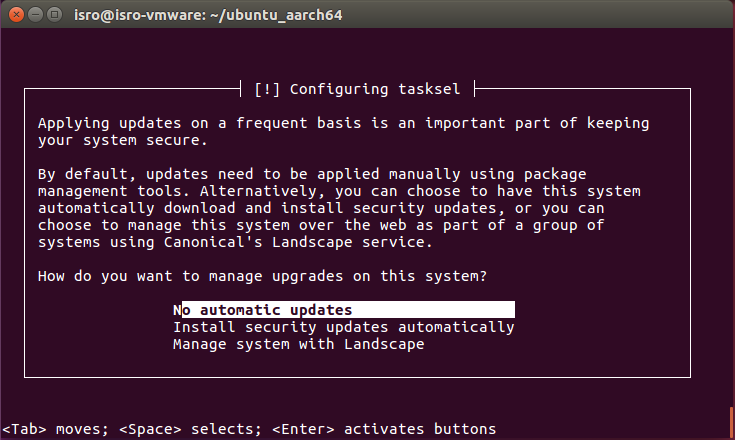 isro@isro-vmware: ~/ubuntu_aarch64
[!] Configuring tasksel
Applying updates on a frequent basis is an important part of keeping
your system secure.
By default, updates need to be applied manually using package
management tools. Alternatively, you can choose to have this system
automatically download and install security updates, or you can
choose to manage this system over the web as part of a group of
systems using Canonical's Landscape service.
How do you want to manage upgrades on this system?
No automatic updates
Install security updates automatically
Manage system with Landscape
<Tab> moves; <Space> selects; <Enter> activates buttons